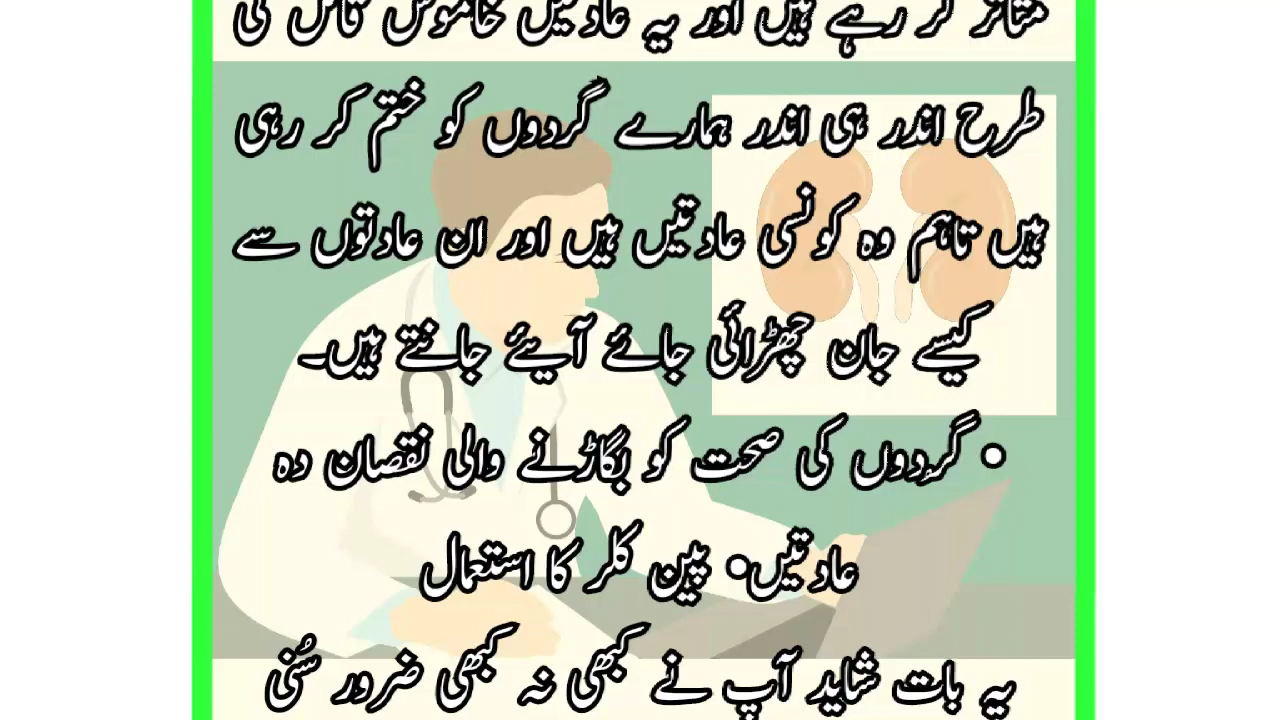 متاثر کر رہے ہیں اور یہ عادتیں خاموش قاتل کی
طرح اندر ہی اندر ہمارے گردوں کو ختم کر رہی
ہیں تاہم وہ کونسی عادتیں ہیں اور ان عادتوں سے
کیسے جان چھڑائی جائے آیئے جانتے ہیں۔
• گردوں کی صحت کو بگاڑنے والی نقصان دہ
عادتیں• پین کلر کا استعمال
یہ بات شاید آپ نے کبھی نہ کبھی ضرور سُنی